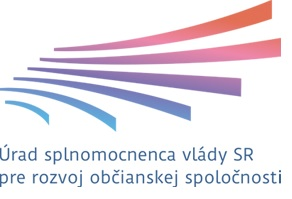 Úrad splnomocnenca vlády SR
pre rozvoj občianskej spoločnosti